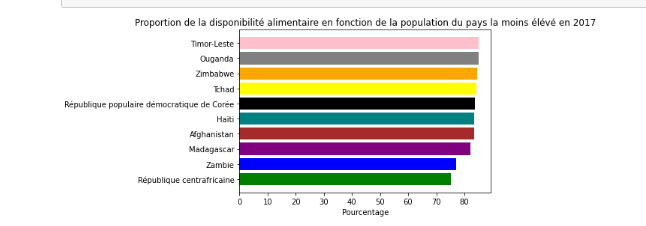 Proportion de la disponibilité alimentaire en fonction de la population du pays la moins élévé en 2017
Timor-Leste
Ouganda
Zimbabwe
Tchad
République populaire démocratique de Corée
Haïti
Afghanistan
Madagascar
Zambie
République centrafricaine
0 10 20 30 40 50 60 70 80
Pourcentage